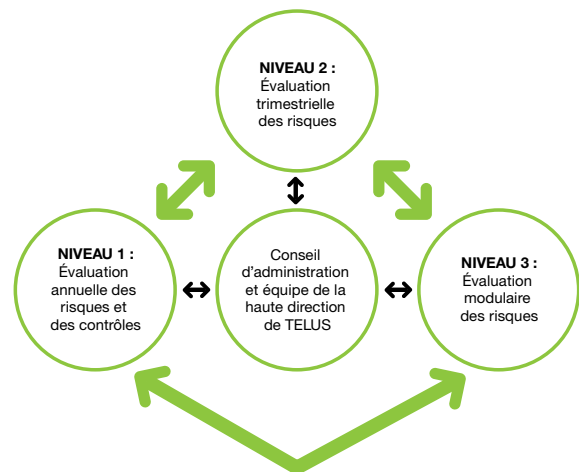 NIVEAU 2 :
Évaluation
trimestrielle
des risques
NIVEAU 1 :
Évaluation
annuelle des
risques et
des contrôles
Conseil
d’administration
et équipe de la
haute direction
de TELUS
NIVEAU 3 :
Évaluation
modulaire
des risques